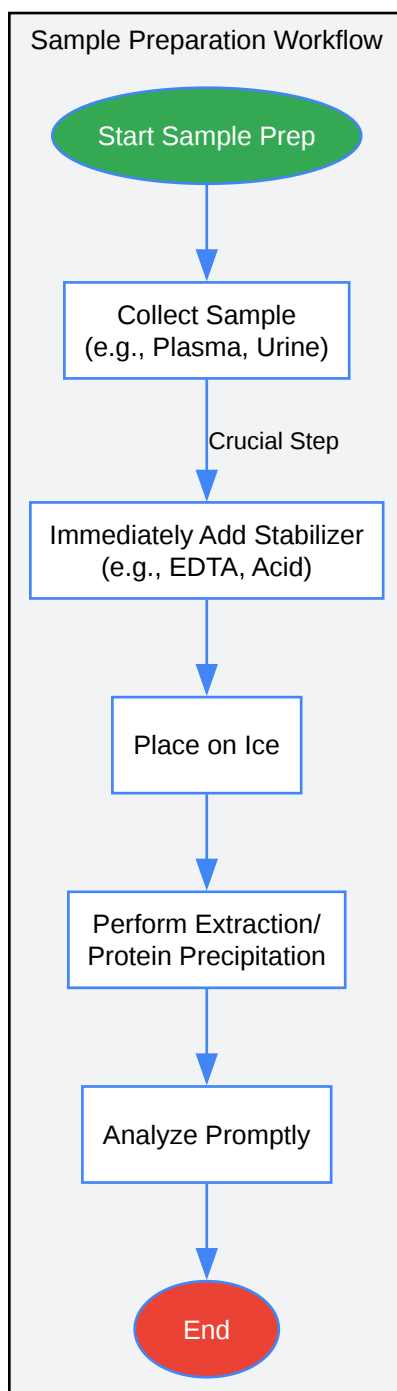 Sample Preparation Workflow
Start Sample Prep
Collect Sample
(e.g., Plasma, Urine)
Crucial Step
Immediately Add Stabilizer
(e.g., EDTA, Acid)
Place on Ice
Perform Extraction/
Protein Precipitation
Analyze Promptly
End